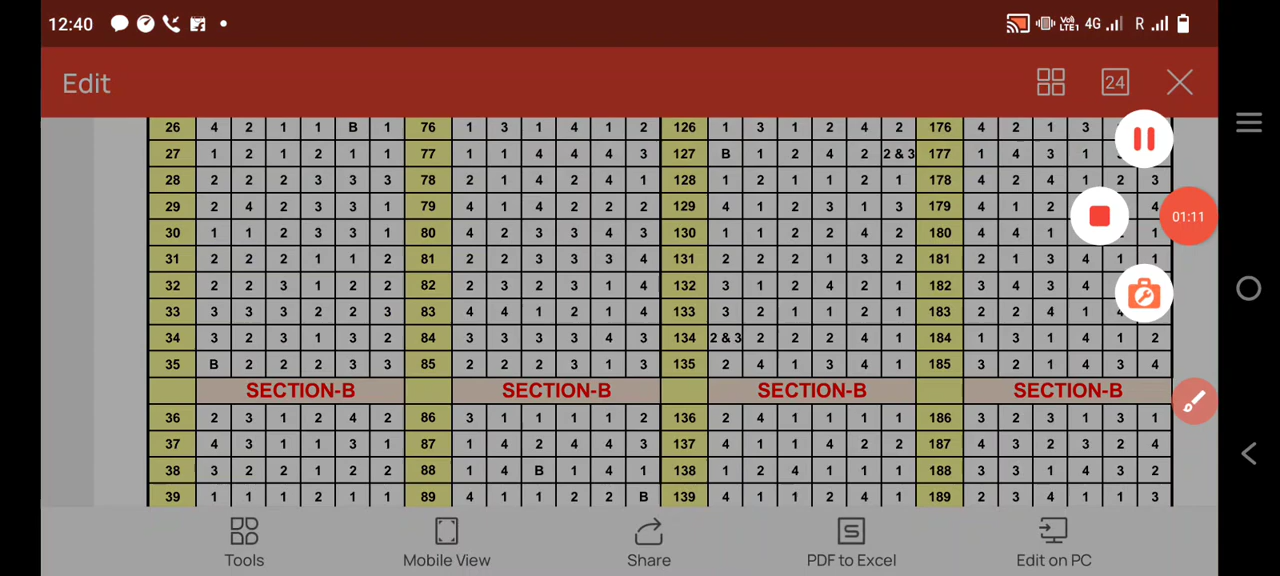 12:40 VoD LTE1 4G R
Edit 24
26 4 2 1 1 B 1 76 1 3 1 4 1 2 126 1 3 1 2 4 2 176 4 2 1 3
27 1 2 1 2 1 1 77 1 1 4 4 4 3 127 B 1 2 4 2 2 & 3 177 1 4 3 1
28 2 2 2 3 3 3 78 2 1 4 2 4 1 128 1 2 1 1 2 1 178 4 2 4 1 2 3
29 2 4 2 3 3 1 79 4 1 4 2 2 2 129 4 1 2 3 1 3 179 4 1 2 4
30 1 1 2 3 3 1 80 4 2 3 3 4 3 130 1 1 2 2 4 2 180 4 4 1 1
31 2 2 2 1 1 2 81 2 2 3 3 3 4 131 2 2 2 1 3 2 181 2 1 3 4 1 1
32 2 2 3 1 2 2 82 2 3 2 3 1 4 132 3 1 2 4 2 1 182 3 4 3 4
33 3 3 3 2 2 3 83 4 4 1 2 1 4 133 3 2 1 1 2 1 183 2 2 4 1
34 3 2 3 1 3 2 84 3 3 3 3 4 3 134 2 & 3 2 2 2 4 1 184 1 3 1 4 1 2
35 B 2 2 2 3 3 85 2 2 2 3 1 3 135 2 4 1 3 4 1 185 3 2 1 4 3 4
SECTION-B SECTION-B SECTION-B SECTION-B
36 2 3 1 2 4 2 86 3 1 1 1 1 2 136 2 4 1 1 1 1 186 3 2 3 1 3 1
37 4 3 1 1 3 1 87 1 4 2 4 4 3 137 4 1 1 4 2 2 187 4 3 2 3 2 4
38 3 2 2 1 2 2 88 1 4 B 1 4 1 138 1 2 4 1 1 1 188 3 3 1 4 3 2
39 1 1 1 2 1 1 89 4 1 1 2 2 B 139 4 1 1 2 4 1 189 2 3 4 1 1 3
01:11
Tools Mobile View Share PDF to Excel Edit on PC